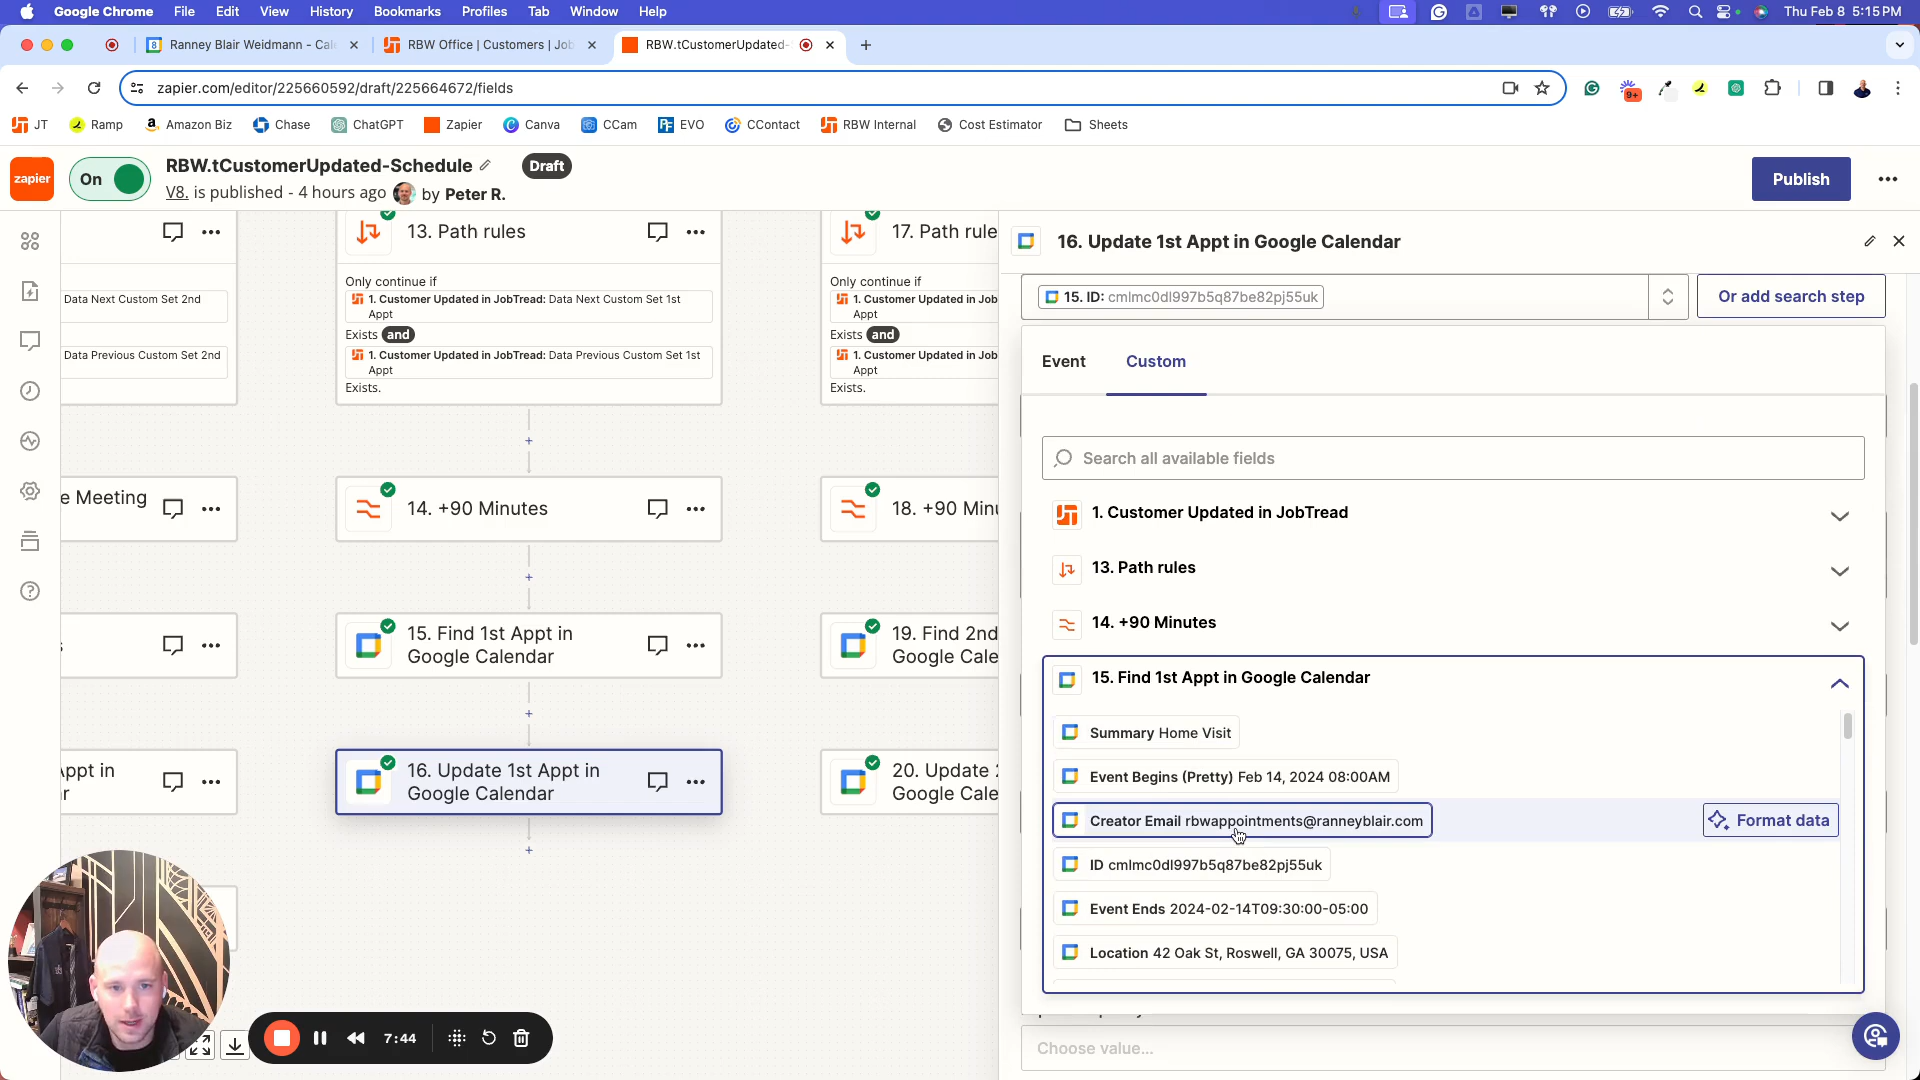 Google Chrome File Edit View History Bookmarks Profiles Tab Window Help Thu Feb 8 5:15 PM
Ranney Blair Weidmann - Cal RBW Office | Customers | Job RBW.tCustomerUpdated-
zapier.com/editor/225660592/draft/225664672/fields
9+
JT Ramp Amazon Biz Chase ChatGPT Zapier Canva CCam EVO CContact RBW Internal Cost Estimator Sheets
zapier On RBW.tCustomerUpdated-Schedule Draft
V8. is published - 4 hours ago by Peter R.
Publish
13. Path rules
Only continue if
1. Customer Updated in JobTread: Data Next Custom Set 1st
Appt
Exists and
1. Customer Updated in JobTread: Data Previous Custom Set 1st
Appt
Exists.
Data Next Custom Set 2nd
Data Previous Custom Set 2nd
17. Path rule
Only continue if
1. Customer Updated in Job
Appt
Exists and
1. Customer Updated in Job
Appt
Exists.
e Meeting
14. +90 Minutes
18. +90 Minu
15. Find 1st Appt in
Google Calendar
19. Find 2nd
Google Cale
Appt in
16. Update 1st Appt in
Google Calendar
20. Update 2
Google Cale
7:44
16. Update 1st Appt in Google Calendar
15. ID: cmlmc0dl997b5q87be82pj55uk
Or add search step
Event Custom
Search all available fields
1. Customer Updated in JobTread
13. Path rules
14. +90 Minutes
15. Find 1st Appt in Google Calendar
Summary Home Visit
Event Begins (Pretty) Feb 14, 2024 08:00AM
Creator Email rbwappointments@ranneyblair.com
Format data
ID cmlmc0dl997b5q87be82pj55uk
Event Ends 2024-02-14T09:30:00-05:00
Location 42 Oak St, Roswell, GA 30075, USA
Choose value...